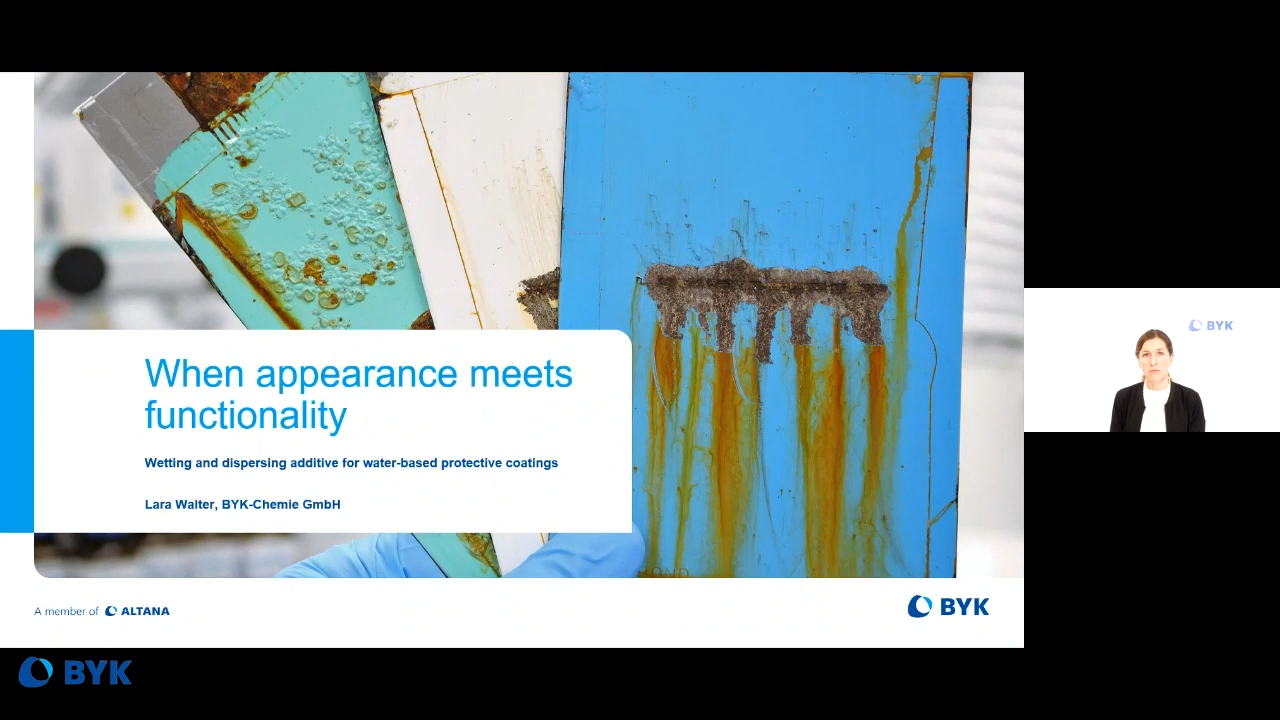 When appearance meets
functionality
Wetting and dispersing additive for water-based protective coatings
Lara Walter, BYK-Chemie GmbH
A member of ALTANA
BYK
BYK
BYK